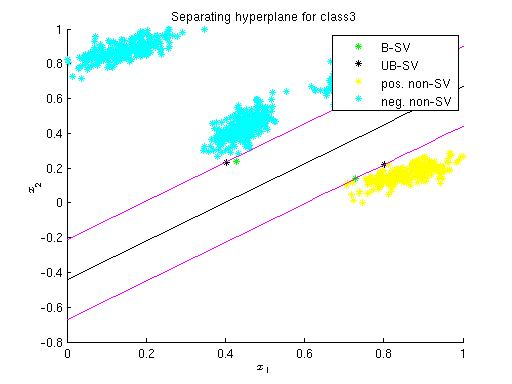 Separating hyperplane for class3
1
0.8
0.6
0.4
0.2
0
-0.2
-0.4
-0.6
-0.8
x2
B-SV
UB-SV
pos. non-SV
neg. non-SV
0
0.2
0.4
0.6
0.8
1
x1